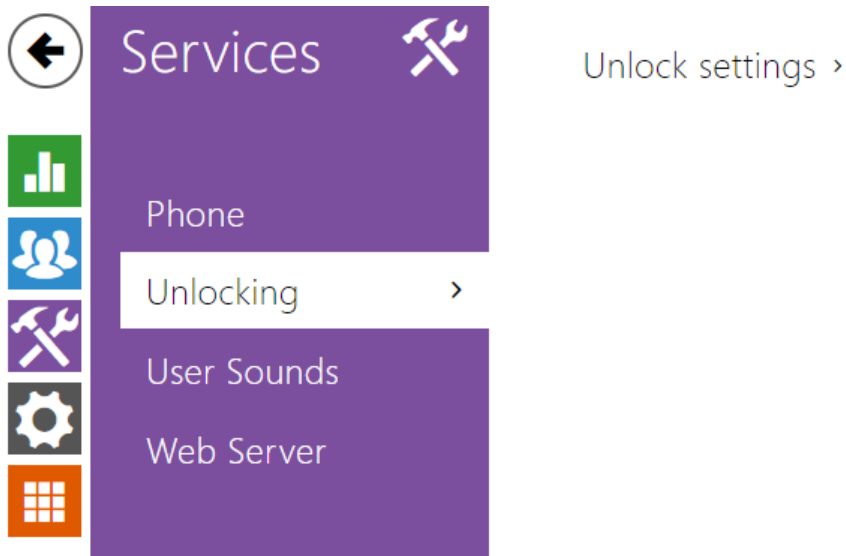 Services
Unlock settings ›
Phone
Unlocking ›
User Sounds
Web Server